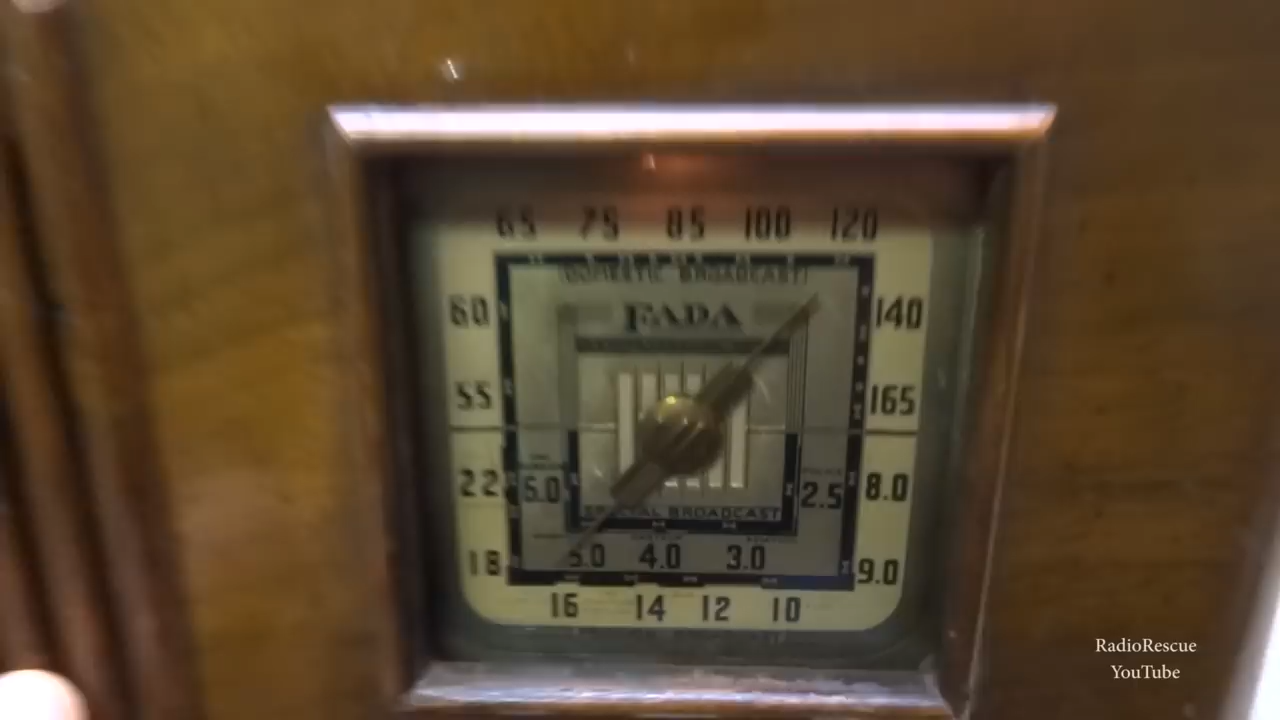 65 75 85 100 120
DOMESTIC BROADCAST
60 FADA 140
55 165
22 5.0 2.5 8.0
SPECIAL BROADCAST
18 5.0 4.0 3.0 9.0
16 14 12 10
RadioRescue
YouTube